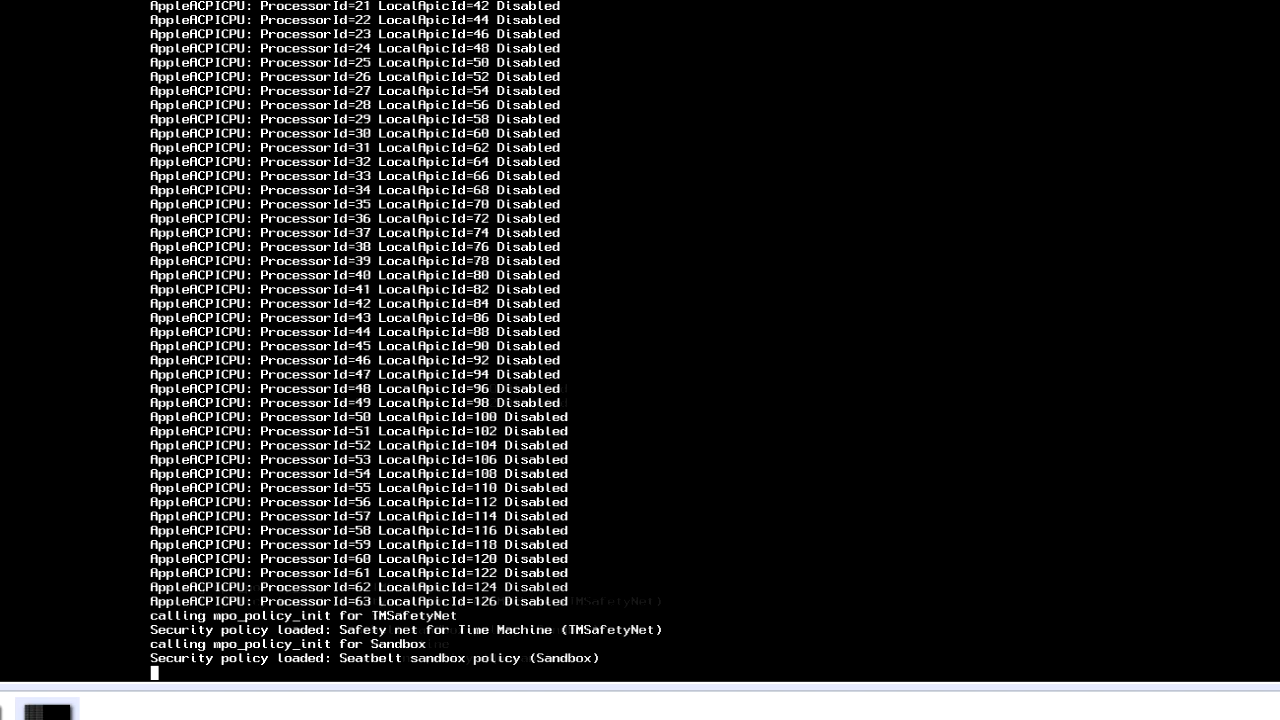 AppleACPICPU: ProcessorId=21 LocalApicId=42 Disabled
AppleACPICPU: ProcessorId=22 LocalApicId=44 Disabled
AppleACPICPU: ProcessorId=23 LocalApicId=46 Disabled
AppleACPICPU: ProcessorId=24 LocalApicId=48 Disabled
AppleACPICPU: ProcessorId=25 LocalApicId=50 Disabled
AppleACPICPU: ProcessorId=26 LocalApicId=52 Disabled
AppleACPICPU: ProcessorId=27 LocalApicId=54 Disabled
AppleACPICPU: ProcessorId=28 LocalApicId=56 Disabled
AppleACPICPU: ProcessorId=29 LocalApicId=58 Disabled
AppleACPICPU: ProcessorId=30 LocalApicId=60 Disabled
AppleACPICPU: ProcessorId=31 LocalApicId=62 Disabled
AppleACPICPU: ProcessorId=32 LocalApicId=64 Disabled
AppleACPICPU: ProcessorId=33 LocalApicId=66 Disabled
AppleACPICPU: ProcessorId=34 LocalApicId=68 Disabled
AppleACPICPU: ProcessorId=35 LocalApicId=70 Disabled
AppleACPICPU: ProcessorId=36 LocalApicId=72 Disabled
AppleACPICPU: ProcessorId=37 LocalApicId=74 Disabled
AppleACPICPU: ProcessorId=38 LocalApicId=76 Disabled
AppleACPICPU: ProcessorId=39 LocalApicId=78 Disabled
AppleACPICPU: ProcessorId=40 LocalApicId=80 Disabled
AppleACPICPU: ProcessorId=41 LocalApicId=82 Disabled
AppleACPICPU: ProcessorId=42 LocalApicId=84 Disabled
AppleACPICPU: ProcessorId=43 LocalApicId=86 Disabled
AppleACPICPU: ProcessorId=44 LocalApicId=88 Disabled
AppleACPICPU: ProcessorId=45 LocalApicId=90 Disabled
AppleACPICPU: ProcessorId=46 LocalApicId=92 Disabled
AppleACPICPU: ProcessorId=47 LocalApicId=94 Disabled
AppleACPICPU: ProcessorId=48 LocalApicId=96 Disabled
AppleACPICPU: ProcessorId=49 LocalApicId=98 Disabled
AppleACPICPU: ProcessorId=50 LocalApicId=100 Disabled
AppleACPICPU: ProcessorId=51 LocalApicId=102 Disabled
AppleACPICPU: ProcessorId=52 LocalApicId=104 Disabled
AppleACPICPU: ProcessorId=53 LocalApicId=106 Disabled
AppleACPICPU: ProcessorId=54 LocalApicId=108 Disabled
AppleACPICPU: ProcessorId=55 LocalApicId=110 Disabled
AppleACPICPU: ProcessorId=56 LocalApicId=112 Disabled
AppleACPICPU: ProcessorId=57 LocalApicId=114 Disabled
AppleACPICPU: ProcessorId=58 LocalApicId=116 Disabled
AppleACPICPU: ProcessorId=59 LocalApicId=118 Disabled
AppleACPICPU: ProcessorId=60 LocalApicId=120 Disabled
AppleACPICPU: ProcessorId=61 LocalApicId=122 Disabled
AppleACPICPU: ProcessorId=62 LocalApicId=124 Disabled
AppleACPICPU: ProcessorId=63 LocalApicId=126 Disabled
calling mpo_policy_init for TMSafetyNet
Security policy loaded: Safety net for Time Machine (TMSafetyNet)
calling mpo_policy_init for Sandbox
Security policy loaded: Seatbelt sandbox policy (Sandbox)